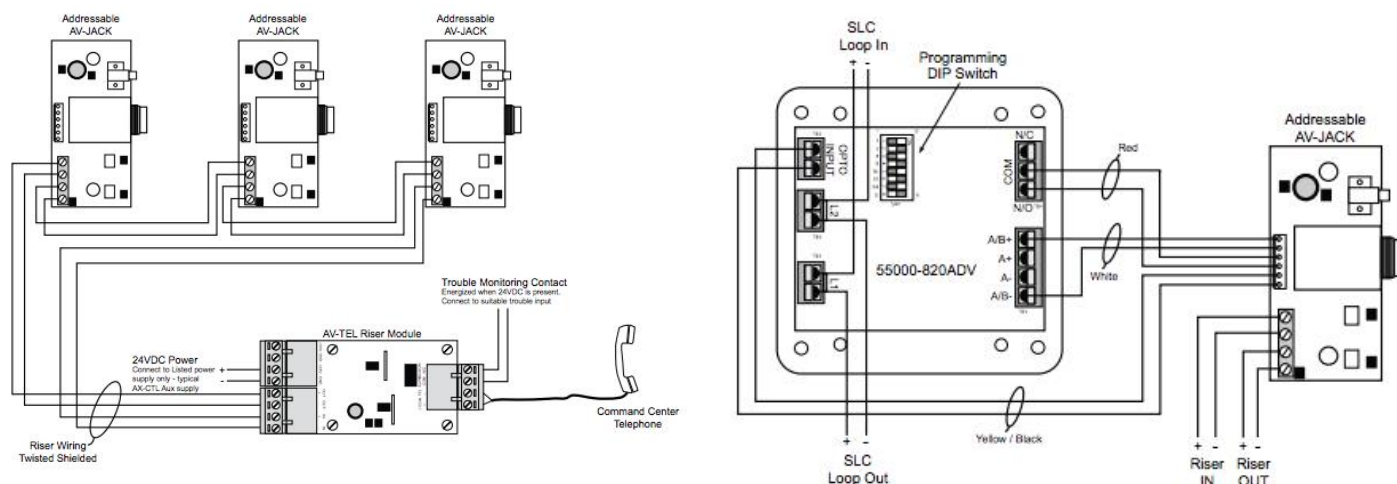 Addressable
AV-JACK
Addressable
AV-JACK
Addressable
AV-JACK
Trouble Monitoring Contact
Energized when 24VDC is present.
Connect to suitable trouble input
AV-TEL Riser Module
24VDC Power
Connect to Listed power
supply only - typical
AX-CTL Aux supply
+
-
Command Center
Telephone
Riser Wiring
Twisted Shielded
SLC
Loop In
+ -
Programming
DIP Switch
OPTO
INPUT
L2
L1
N/C
COM
N/O
Red
A/B+
A+
A-
A/B-
White
55000-820ADV
Addressable
AV-JACK
Yellow / Black
+ -
SLC
Loop Out
+ - + -
Riser Riser
IN OUT